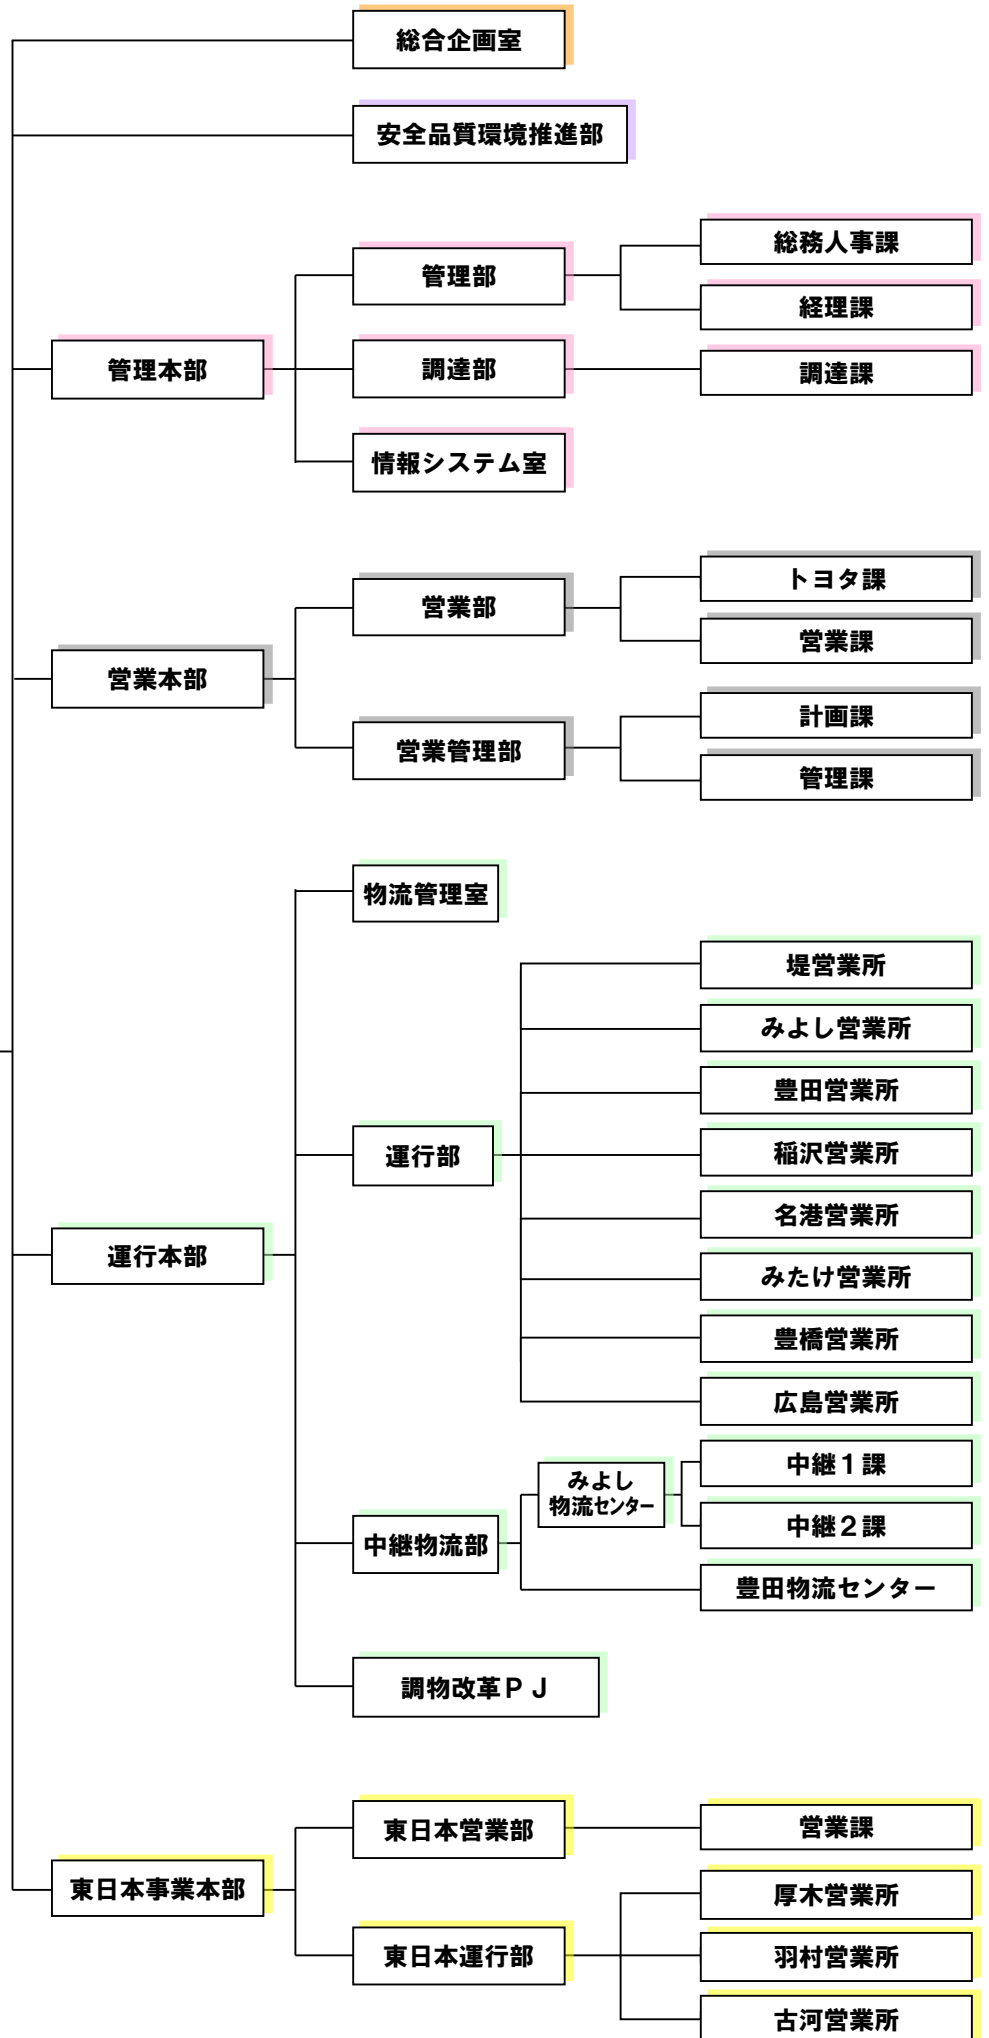 総合企画室
安全品質環境推進部
管理本部
管理部
総務人事課
経理課
調達部
調達課
情報システム室
営業本部
営業部
トヨタ課
営業課
営業管理部
計画課
管理課
運行本部
物流管理室
運行部
堤営業所
みよし営業所
豊田営業所
稲沢営業所
名港営業所
みたけ営業所
豊橋営業所
広島営業所
中継物流部
みよし
物流センター
中継１課
中継２課
豊田物流センター
調物改革ＰＪ
東日本事業本部
東日本営業部
営業課
東日本運行部
厚木営業所
羽村営業所
古河営業所